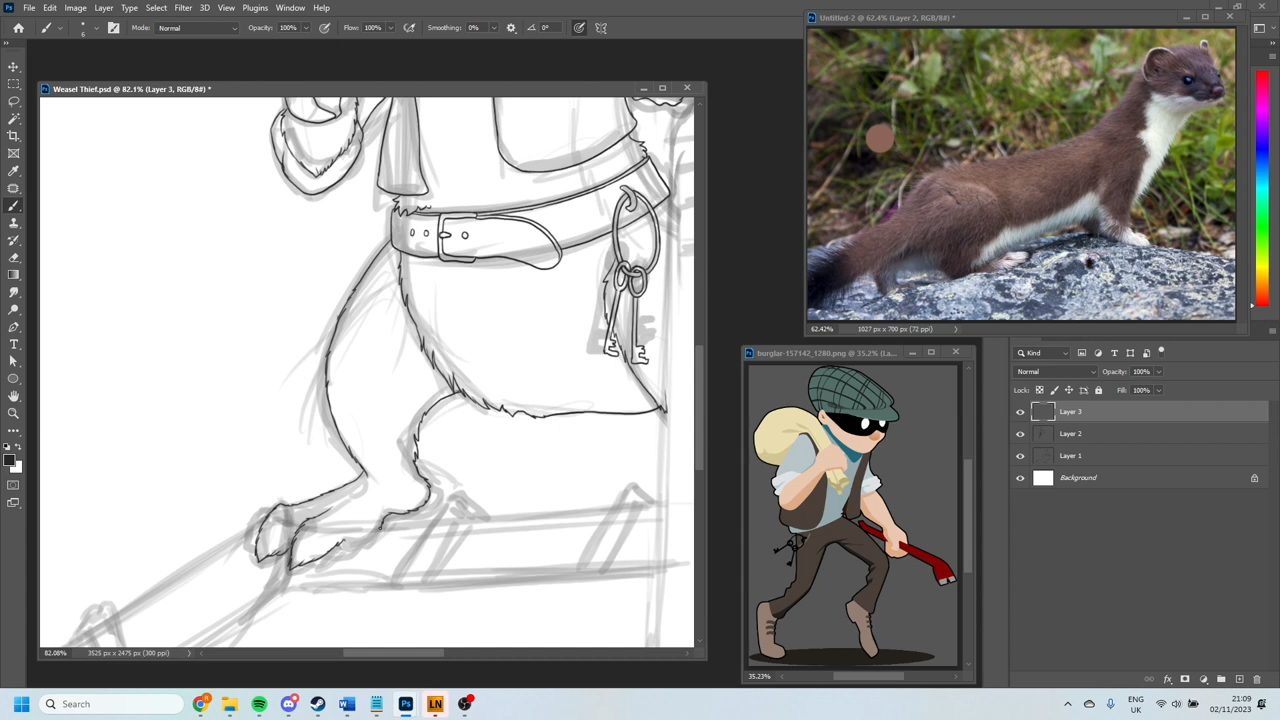 File Edit Image Layer Type Select Filter 3D View Plugins Window Help
6 Mode: Normal Opacity: 100% Flow: 100% Smoothing: 0% 0°
Untitled-2 @ 62.4% (Layer 2, RGB/8#) *
Weasel Thief.psd @ 82.1% (Layer 3, RGB/8#) *
62.42% 1027 px x 700 px (72 ppi)
burglar-157142_1280.png @ 35.2% (La...
Kind
Normal Opacity: 100%
Lock: Fill: 100%
Layer 3
Layer 2
Layer 1
Background
82.08% 3525 px x 2475 px (300 ppi)
35.23%
Search
ENG
UK
21:09
02/11/2023